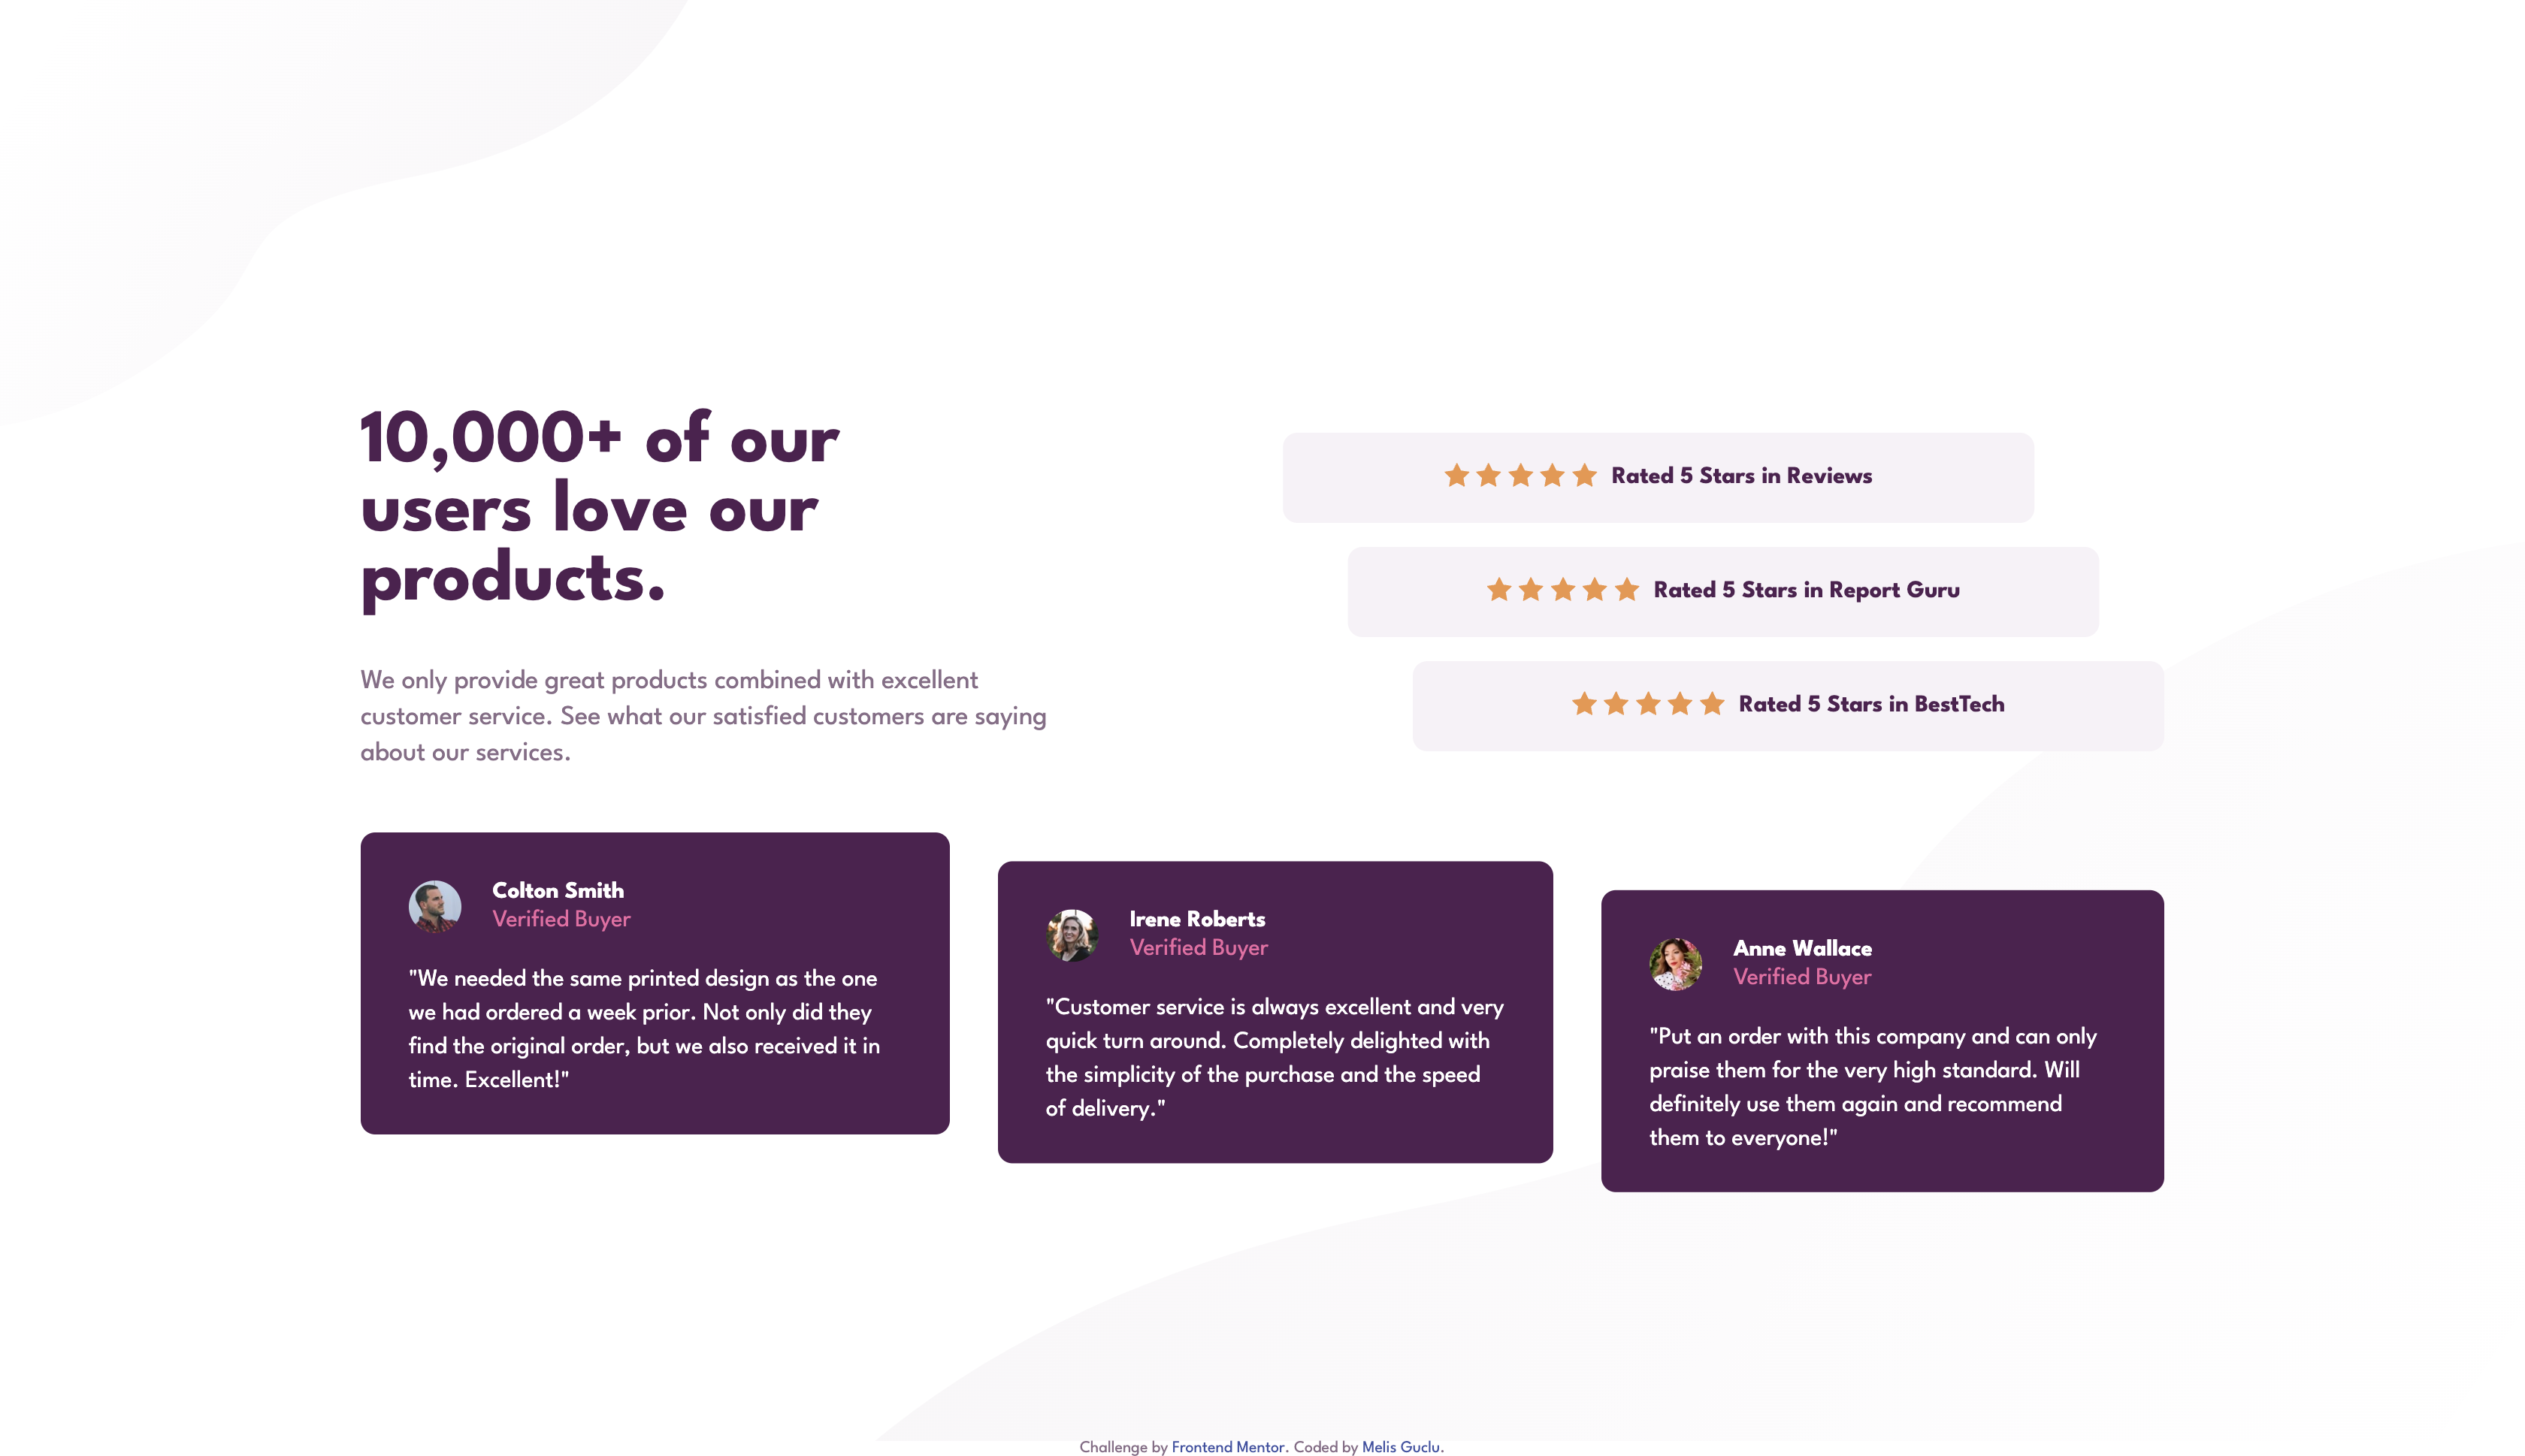 10,000+ of our
users love our
products.
We only provide great products combined with excellent
customer service. See what our satisfied customers are saying
about our services.
Rated 5 Stars in Reviews
Rated 5 Stars in Report Guru
Rated 5 Stars in BestTech
Colton Smith
Verified Buyer
"We needed the same printed design as the one
we had ordered a week prior. Not only did they
find the original order, but we also received it in
time. Excellent!"
Irene Roberts
Verified Buyer
"Customer service is always excellent and very
quick turn around. Completely delighted with
the simplicity of the purchase and the speed
of delivery."
Anne Wallace
Verified Buyer
"Put an order with this company and can only
praise them for the very high standard. Will
definitely use them again and recommend
them to everyone!"
Challenge by Frontend Mentor. Coded by Melis Guclu.